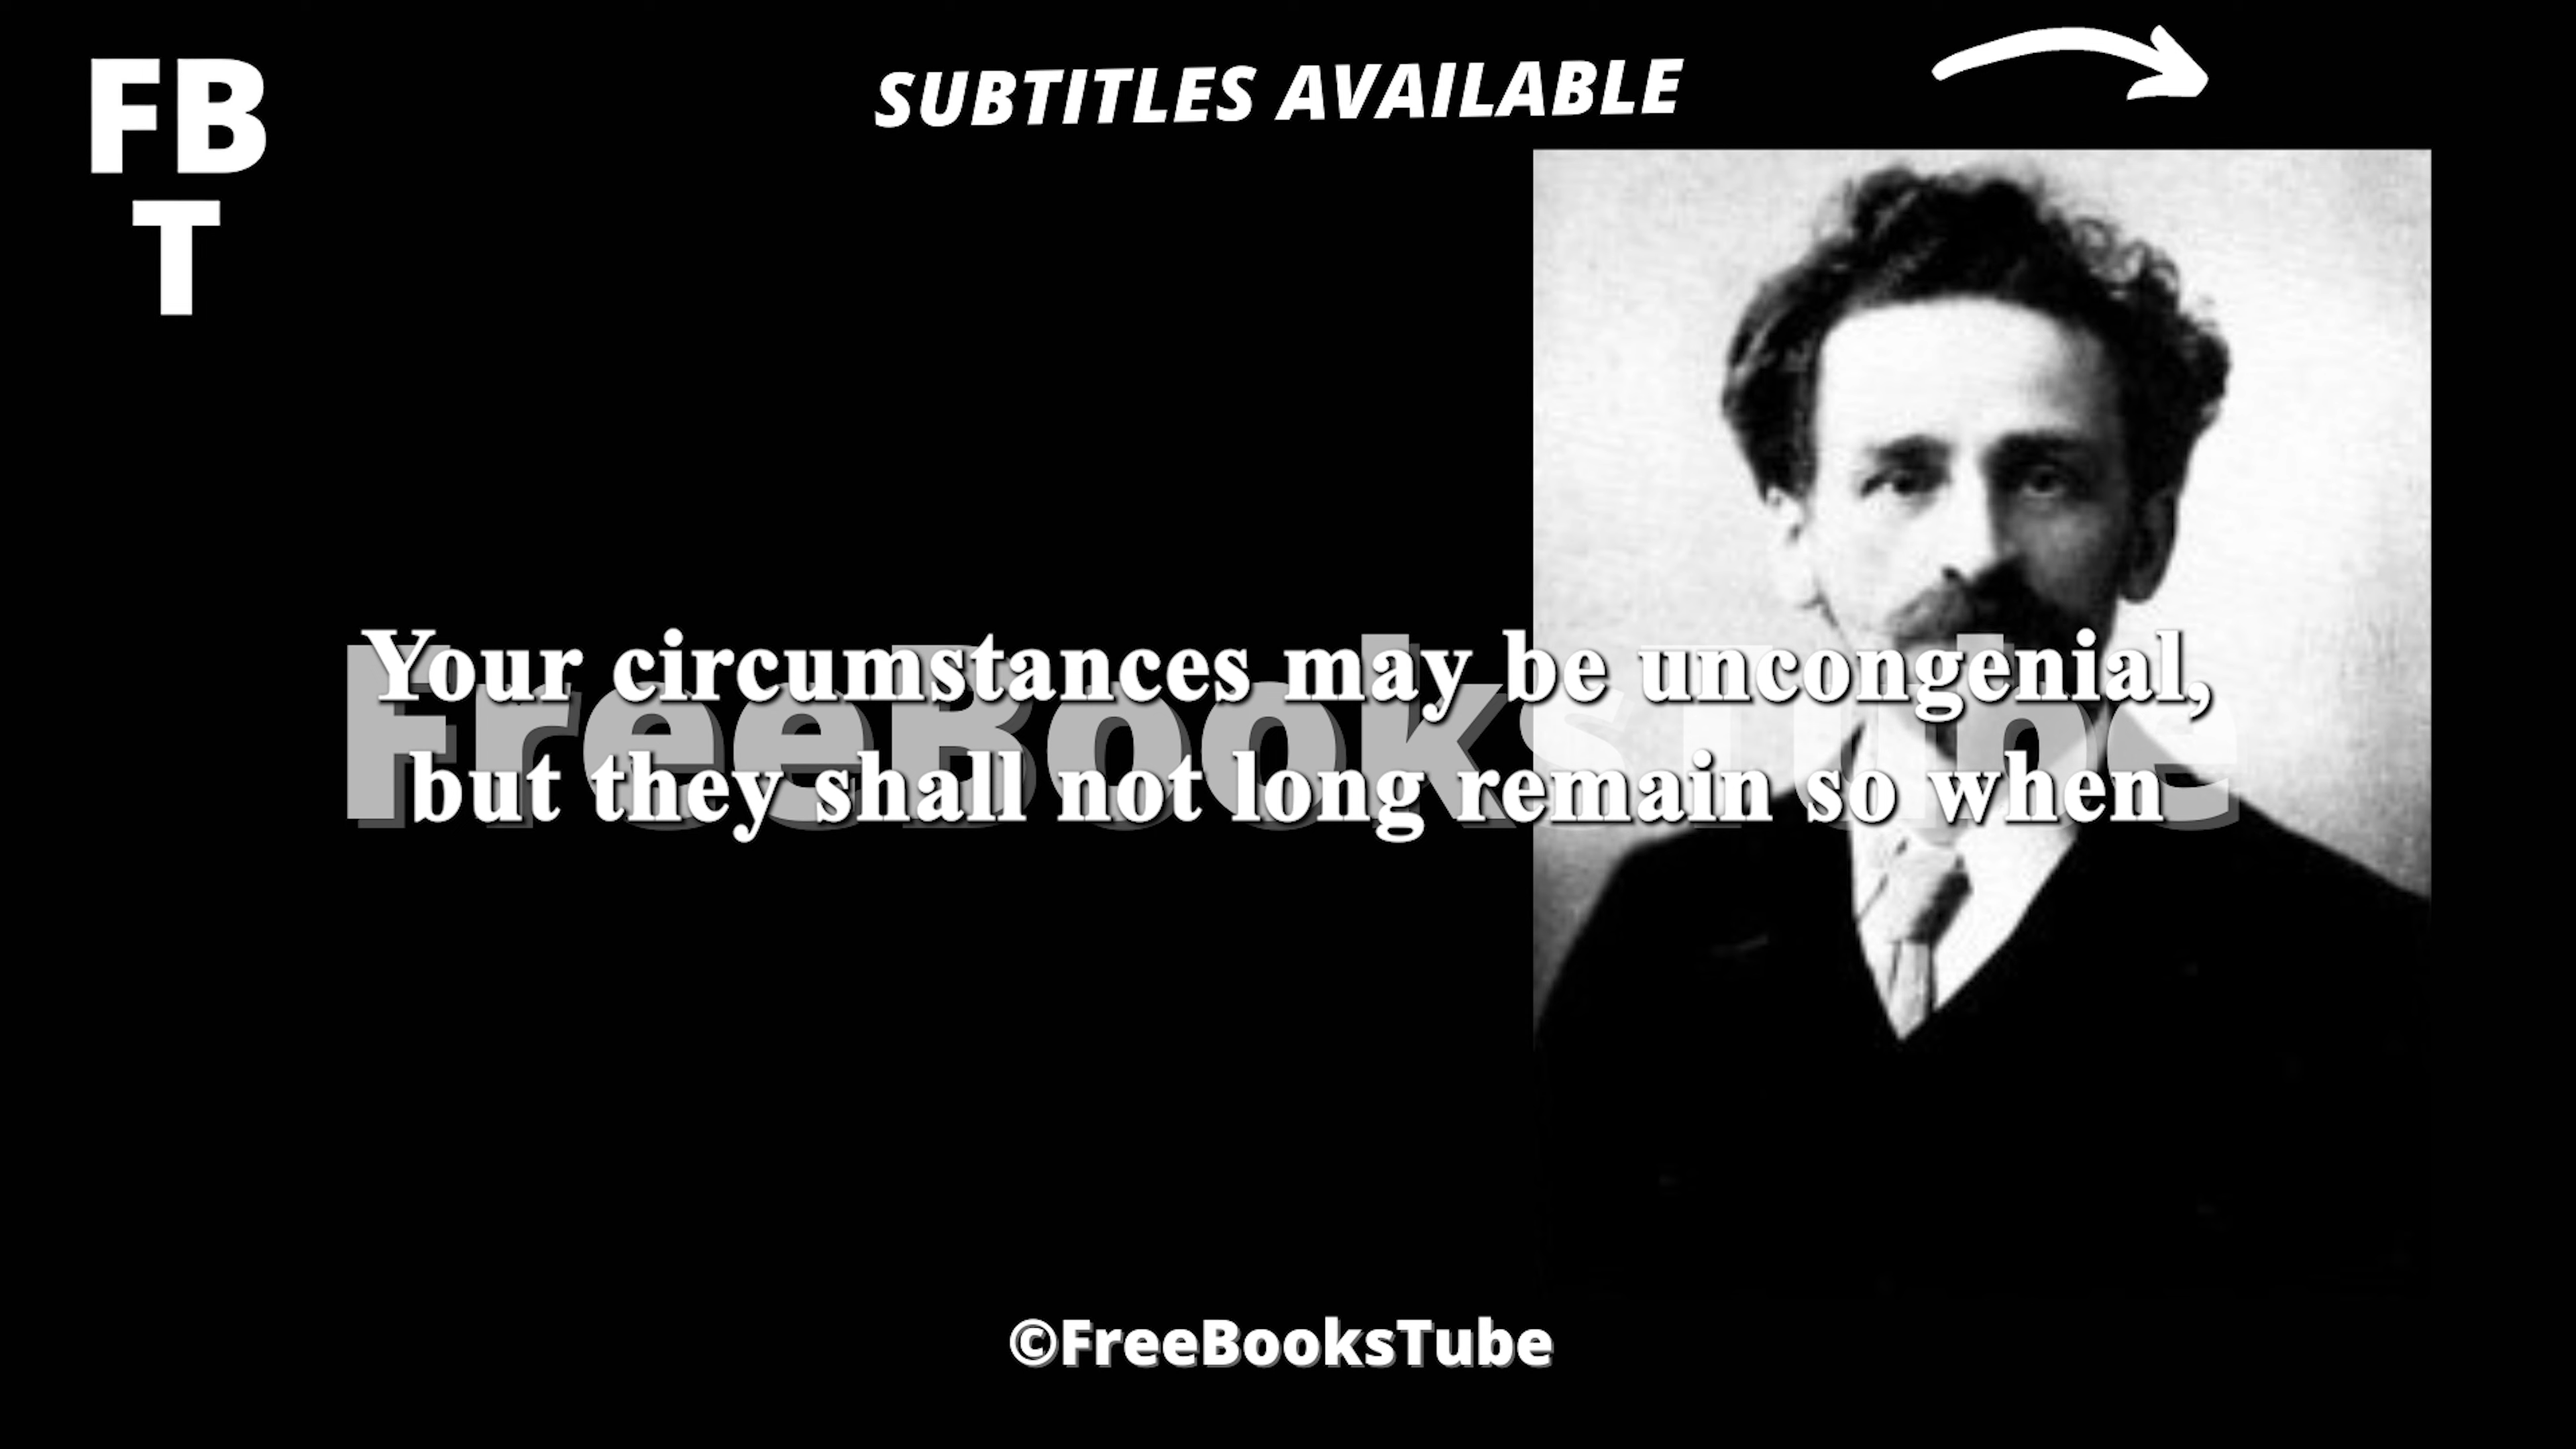 FB
T
SUBTITLES AVAILABLE
FreeBooksTube
Your circumstances may be uncongenial,
but they shall not long remain so when
©FreeBooksTube